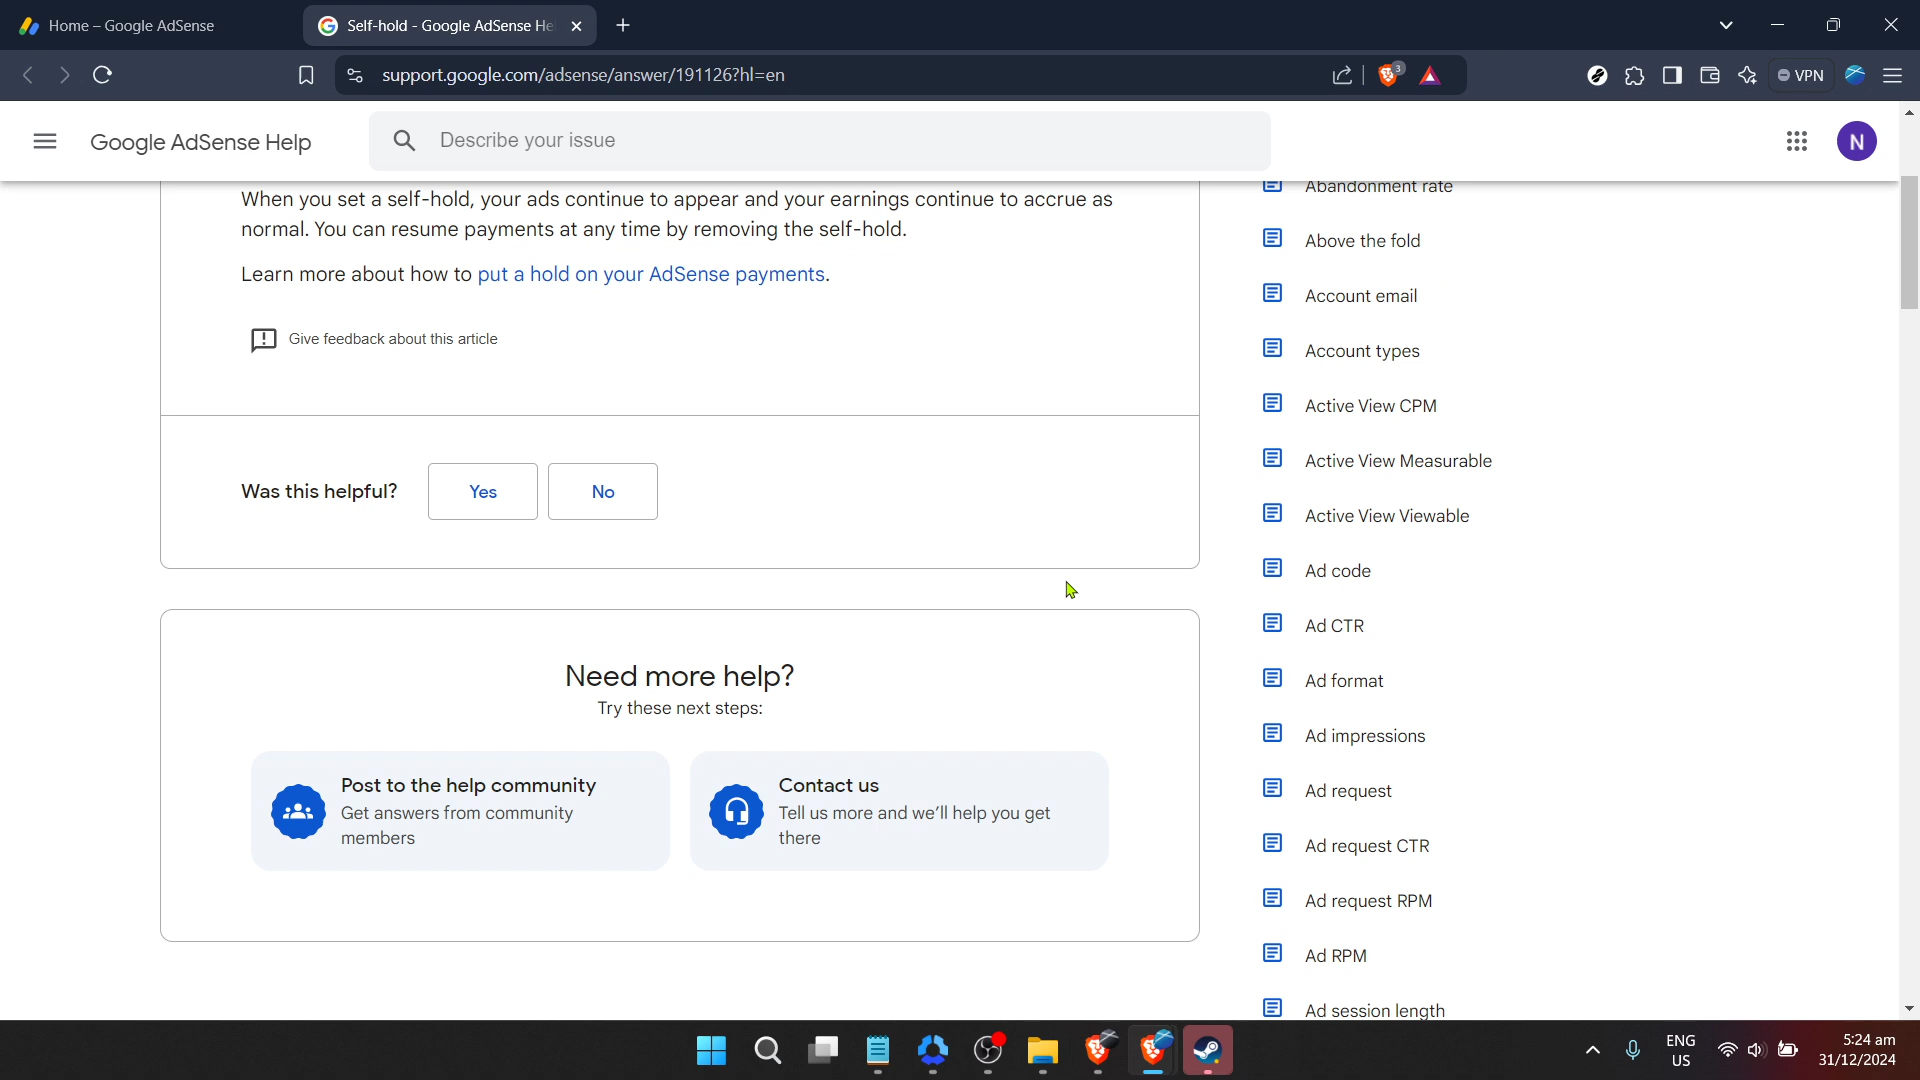 Home – Google AdSense
Self-hold - Google AdSense He
support.google.com/adsense/answer/191126?hl=en
3
VPN
Google AdSense Help
Describe your issue
N
When you set a self-hold, your ads continue to appear and your earnings continue to accrue as
normal. You can resume payments at any time by removing the self-hold.
Learn more about how to put a hold on your AdSense payments.
Give feedback about this article
Was this helpful?
Yes
No
Need more help?
Try these next steps:
Post to the help community
Get answers from community
members
Contact us
Tell us more and we’ll help you get
there
Abandonment rate
Above the fold
Account email
Account types
Active View CPM
Active View Measurable
Active View Viewable
Ad code
Ad CTR
Ad format
Ad impressions
Ad request
Ad request CTR
Ad request RPM
Ad RPM
Ad session length
ENG
US
5:24 am
31/12/2024